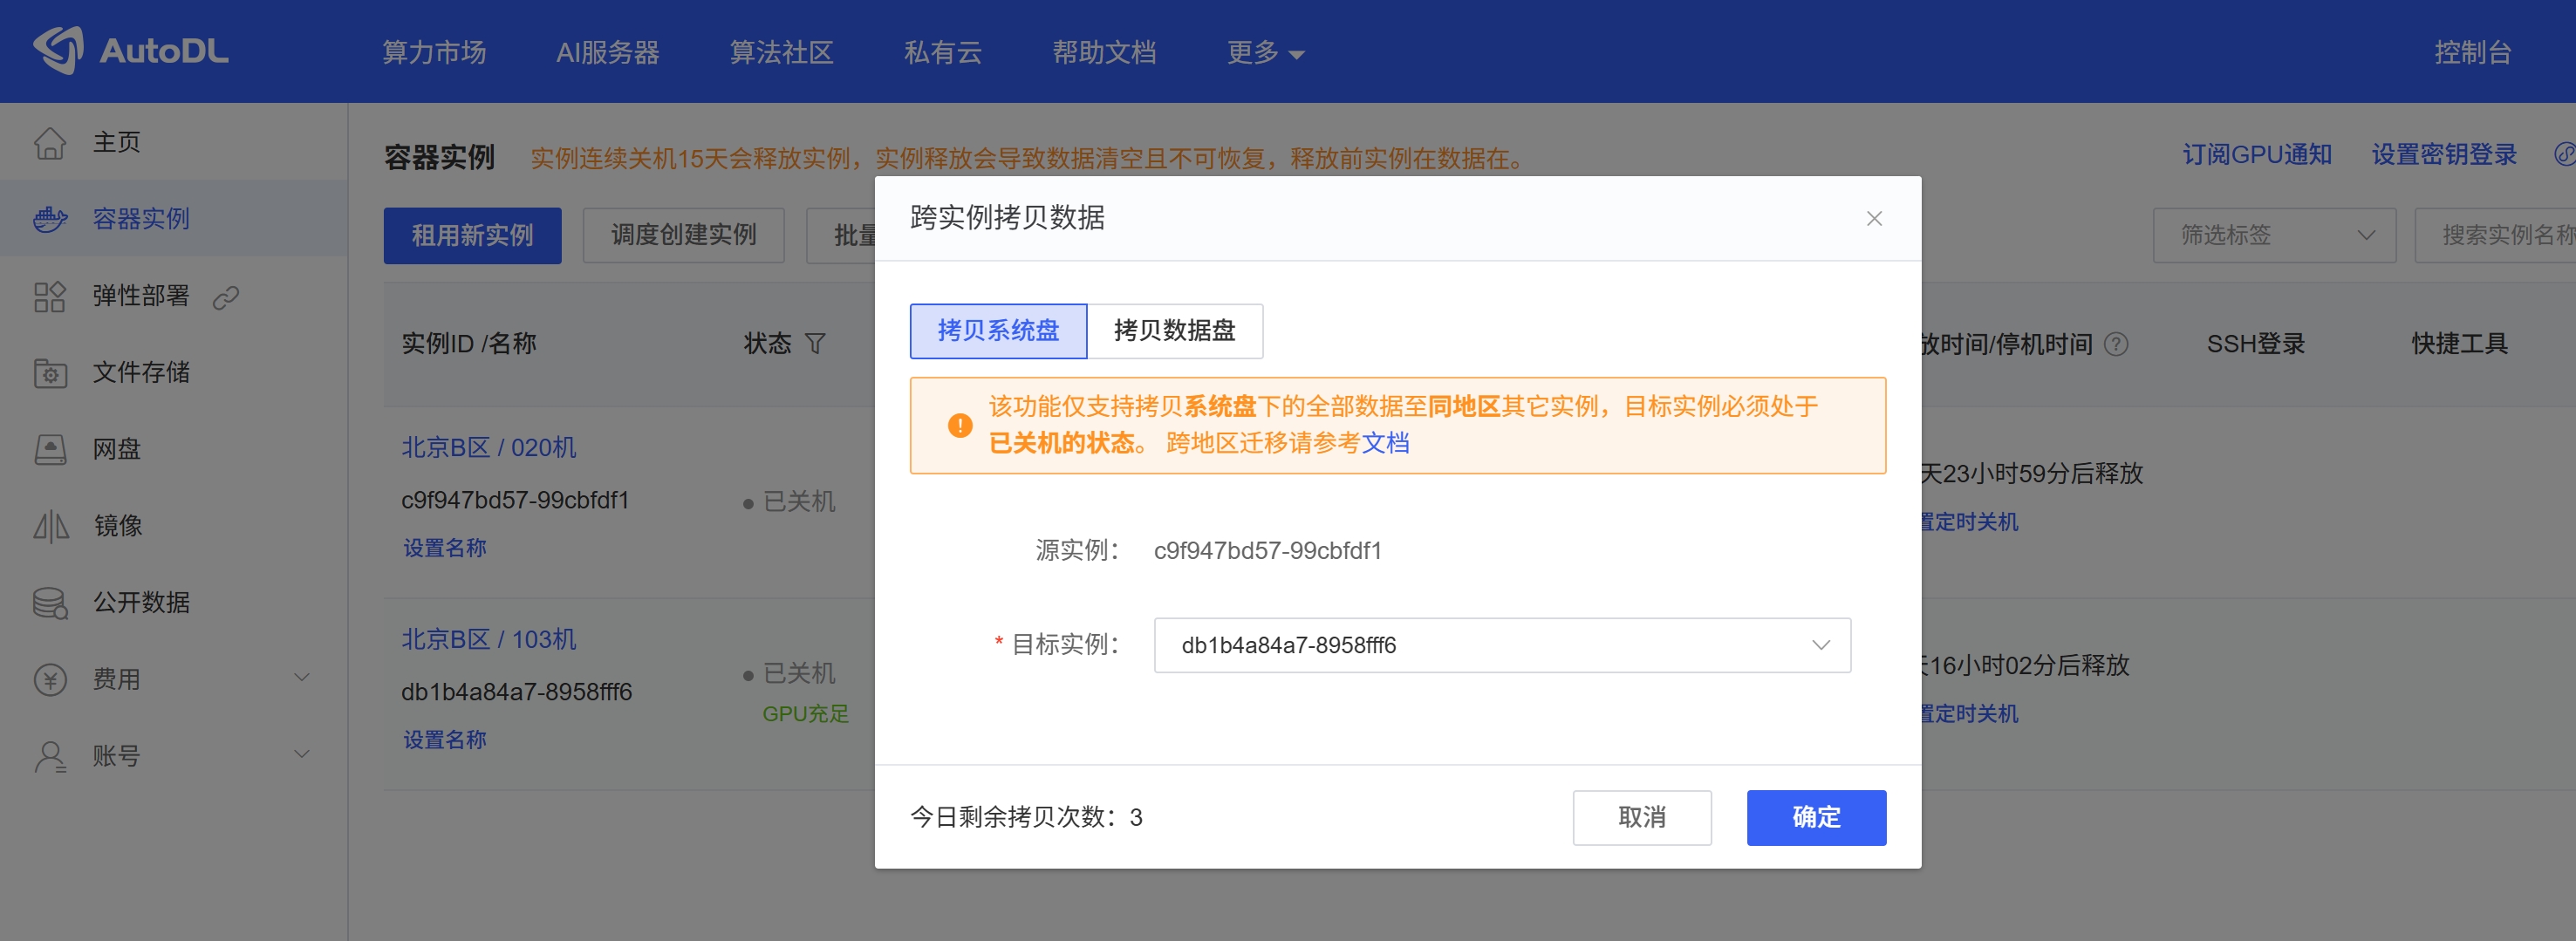 AutoDL
算力市场
AI服务器
算法社区
私有云
帮助文档
更多
控制台
主页
容器实例
弹性部署
文件存储
网盘
镜像
公开数据
费用
账号
容器实例 实例连续关机15天会释放实例，实例释放会导致数据清空且不可恢复，释放前实例在数据在。
订阅GPU通知
设置密钥登录
租用新实例
调度创建实例
批量
筛选标签
搜索实例名称
实例ID /名称
状态
放时间/停机时间
SSH登录
快捷工具
北京B区 / 020机
c9f947bd57-99cbfdf1
设置名称
已关机
天23小时59分后释放
置定时关机
北京B区 / 103机
db1b4a84a7-8958fff6
设置名称
已关机
GPU充足
天16小时02分后释放
置定时关机
跨实例拷贝数据
拷贝系统盘
拷贝数据盘
该功能仅支持拷贝系统盘下的全部数据至同地区其它实例，目标实例必须处于
已关机的状态。 跨地区迁移请参考文档
源实例： c9f947bd57-99cbfdf1
* 目标实例： db1b4a84a7-8958fff6
今日剩余拷贝次数：3
取消
确定